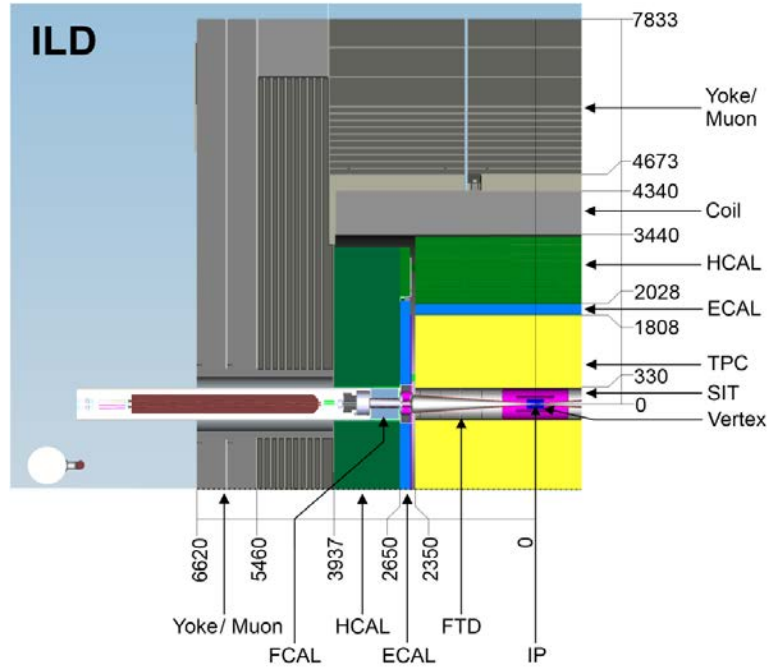 ILD
7833
Yoke/
Muon
4673
4340
Coil
3440
HCAL
2028
ECAL
1808
TPC
330
SIT
0
Vertex
6620
5460
3937
2650
2350
0
Yoke/ Muon
HCAL
FTD
FCAL
ECAL
IP